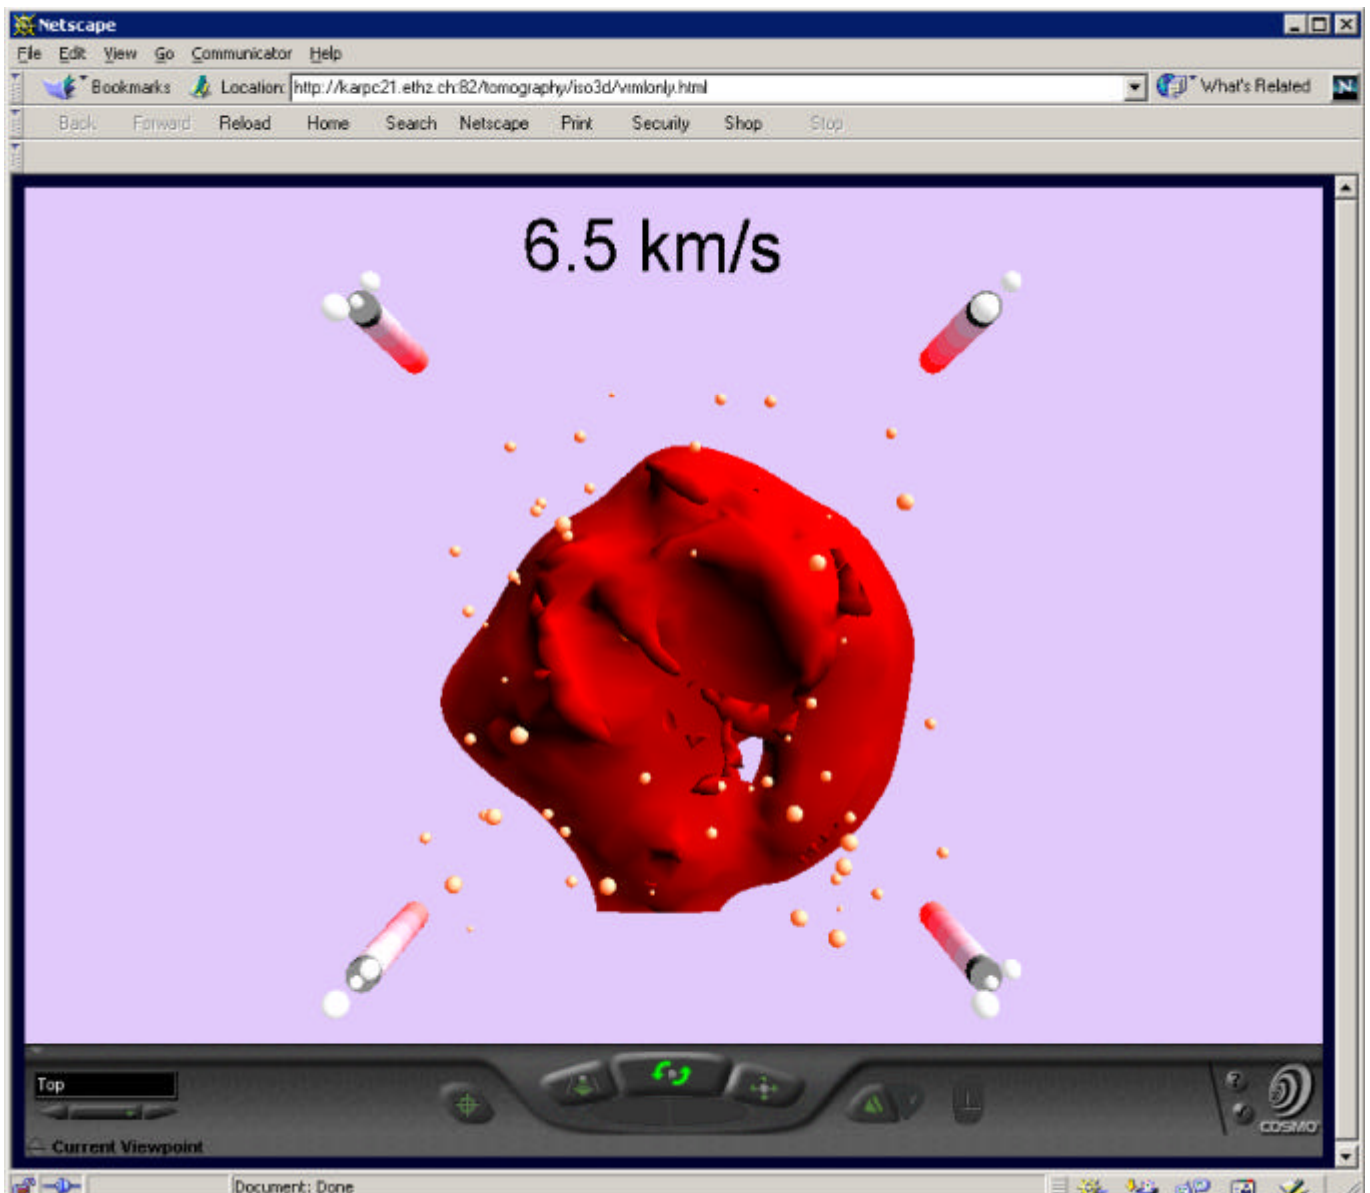 Netscape
File Edit View Go Communicator Help
Bookmarks Location: http://karpc21.ethz.ch:82/tomography/iso3d/vrmlonly.html What's Related N
Back Forward Reload Home Search Netscape Print Security Shop Stop
6.5 km/s
Top
?
COSMO
Current Viewpoint
Document: Done